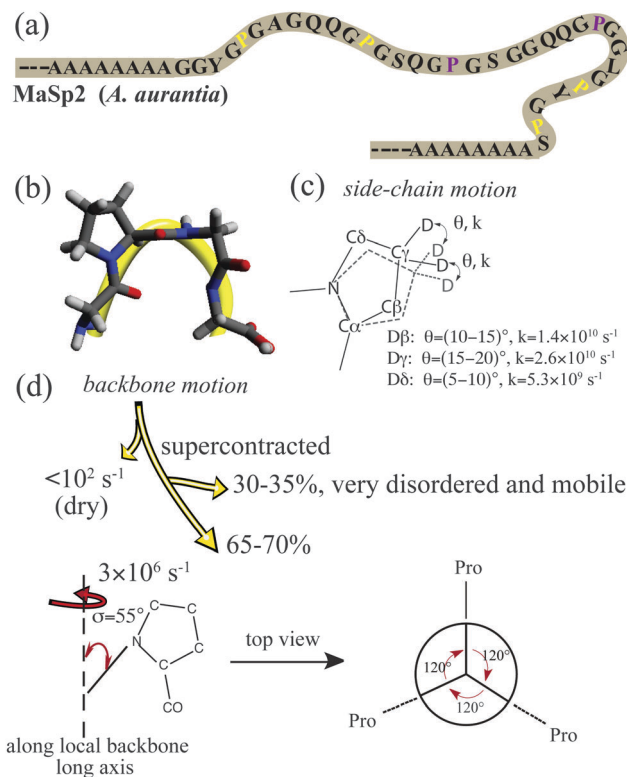 (a)
---AAAAAAAAGGYGPGAGQQGPGSQGPGSGGQQGPGGLGPYGPS
MaSp2 (A. aurantia)
----AAAAAAAA
(b)
(c) side-chain motion
D θ, k
Cδ
Cγ D θ, k
D
N
D
Cβ
Cα
Dβ: θ=(10−15)°, k=1.4×10¹⁰ s⁻¹
Dγ: θ=(15−20)°, k=2.6×10¹⁰ s⁻¹
Dδ: θ=(5−10)°, k=5.3×10⁹ s⁻¹
(d) backbone motion
supercontracted
<10² s⁻¹
(dry)
30-35%, very disordered and mobile
65-70%
3×10⁶ s⁻¹
σ=55°
C C
N C
C
CO
along local backbone
long axis
top view
Pro
120° 120°
120°
Pro Pro